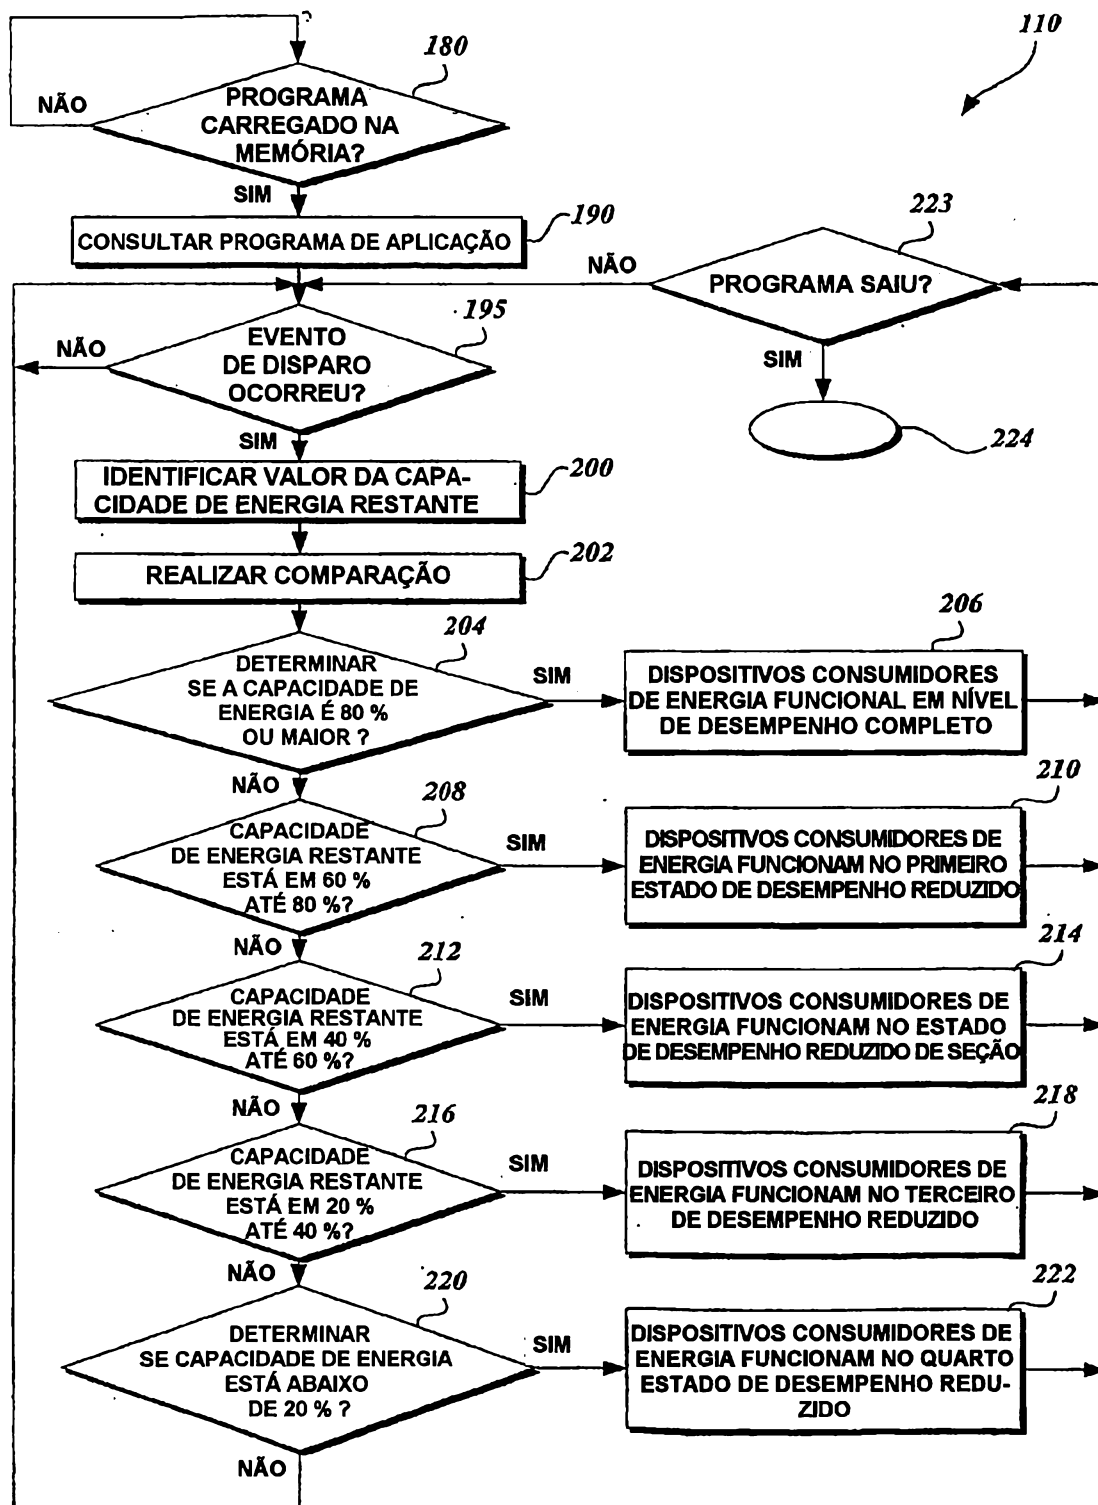 180
110
NÃO
PROGRAMA
CARREGADO NA
MEMÓRIA?
SIM
190
CONSULTAR PROGRAMA DE APLICAÇÃO
223
NÃO
PROGRAMA SAIU?
SIM
224
195
NÃO
EVENTO
DE DISPARO
OCORREU?
SIM
200
IDENTIFICAR VALOR DA CAPA-
CIDADE DE ENERGIA RESTANTE
202
REALIZAR COMPARAÇÃO
204
DETERMINAR
SE A CAPACIDADE DE
ENERGIA É 80 %
OU MAIOR ?
SIM
206
DISPOSITIVOS CONSUMIDORES
DE ENERGIA FUNCIONAL EM NÍVEL
DE DESEMPENHO COMPLETO
NÃO
208
CAPACIDADE
DE ENERGIA RESTANTE
ESTÁ EM 60 %
ATÉ 80 %?
SIM
210
DISPOSITIVOS CONSUMIDORES DE
ENERGIA FUNCIONAM NO PRIMEIRO
ESTADO DE DESEMPENHO REDUZIDO
NÃO
212
CAPACIDADE
DE ENERGIA RESTANTE
ESTÁ EM 40 %
ATÉ 60 %?
SIM
214
DISPOSITIVOS CONSUMIDORES DE
ENERGIA FUNCIONAM NO ESTADO
DE DESEMPENHO REDUZIDO DE SEÇÃO
NÃO
216
CAPACIDADE
DE ENERGIA RESTANTE
ESTÁ EM 20 %
ATÉ 40 %?
SIM
218
DISPOSITIVOS CONSUMIDORES DE
ENERGIA FUNCIONAM NO TERCEIRO
DE DESEMPENHO REDUZIDO
NÃO
220
DETERMINAR
SE CAPACIDADE DE ENERGIA
ESTÁ ABAIXO
DE 20 % ?
SIM
222
DISPOSITIVOS CONSUMIDORES DE
ENERGIA FUNCIONAM NO QUARTO
ESTADO DE DESEMPENHO REDU-
ZIDO
NÃO